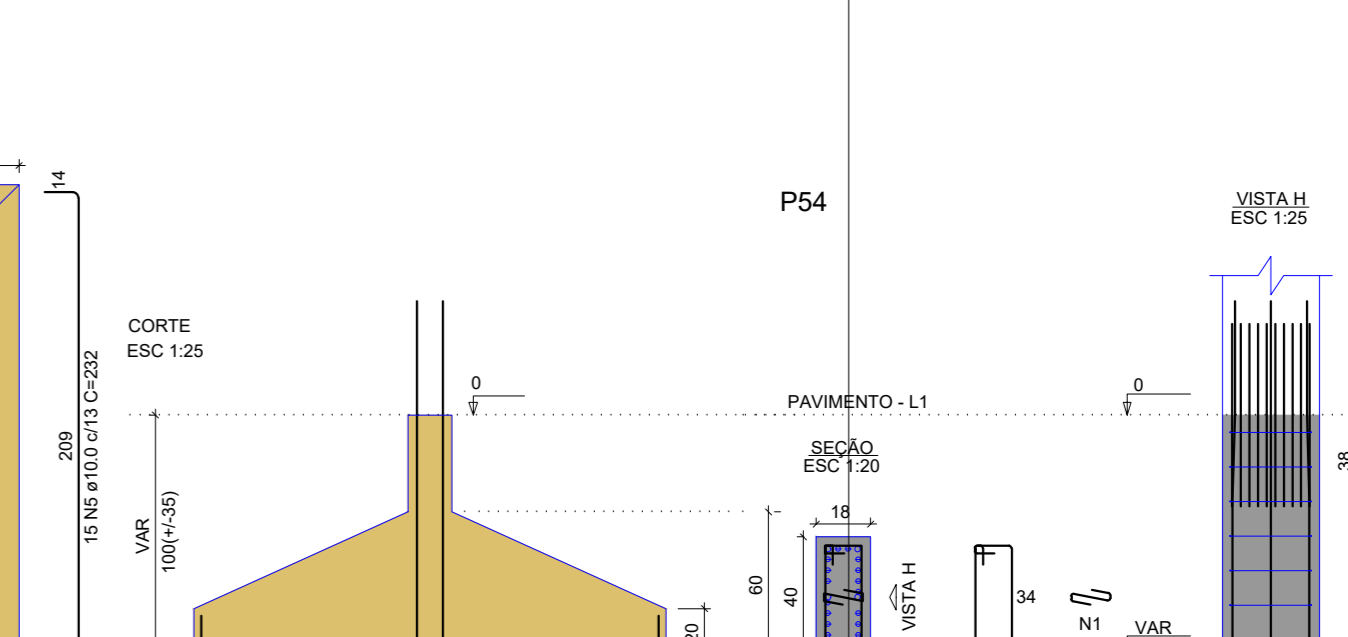 14
P54
VISTA H
ESC 1:25
CORTE
ESC 1:25
209
15 N5 ø10.0 c/13 C=232
0
0
PAVIMENTO - L1
SEÇÃO
ESC 1:20
38
VAR
100(+/-35)
18
60
40
VISTA H
34
N1
VAR
20